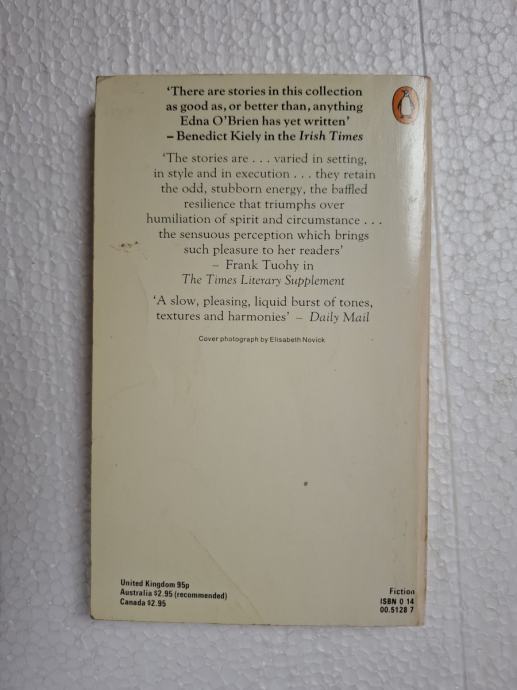 ‘There are stories in this collection
as good as, or better than, anything
Edna O’Brien has yet written’
– Benedict Kiely in the Irish Times
‘The stories are . . . varied in setting,
in style and in execution . . . they retain
the odd, stubborn energy, the baffled
resilience that triumphs over
humiliation of spirit and circumstance . . .
the sensuous perception which brings
such pleasure to her readers’
– Frank Tuohy in
The Times Literary Supplement
‘A slow, pleasing, liquid burst of tones,
textures and harmonies’ – Daily Mail
Cover photograph by Elisabeth Novick
United Kingdom 95p
Australia $2.95 (recommended)
Canada $2.95
Fiction
ISBN 0 14
00.5128 7